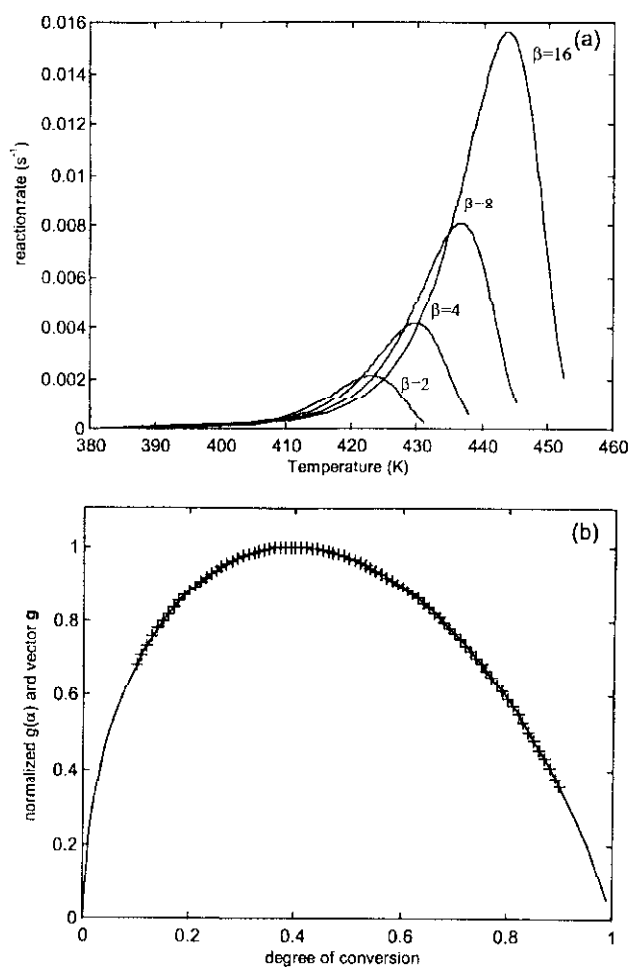 (a)
0.016
0.014
0.012
0.01
0.008
0.006
0.004
0.002
0
reaction rate (s⁻¹)
β=16
β=8
β=4
β=2
380 390 400 410 420 430 440 450 460
Temperature (K)
(b)
1
0.8
0.6
0.4
0.2
0
normalized g(α) and vector g
0 0.2 0.4 0.6 0.8 1
degree of conversion